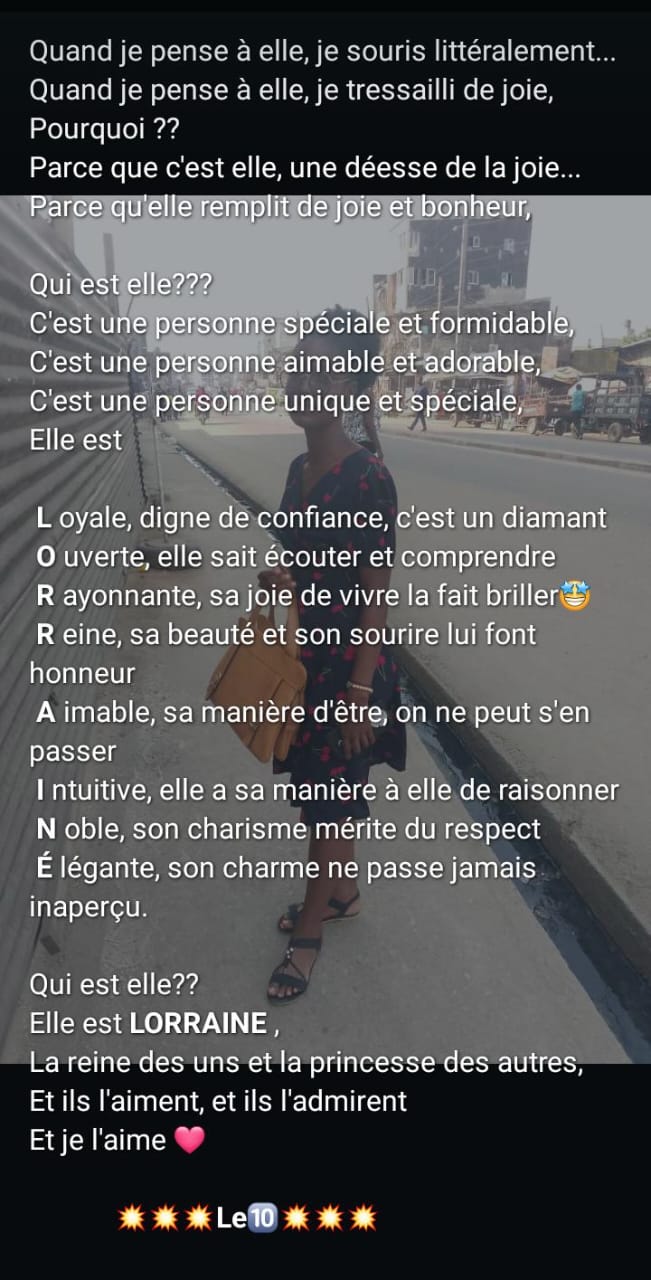 Quand je pense à elle, je souris littéralement...
Quand je pense à elle, je tressailli de joie,
Pourquoi ??
Parce que c'est elle, une déesse de la joie...
Parce qu'elle remplit de joie et bonheur,
Qui est elle???
C'est une personne spéciale et formidable,
C'est une personne aimable et adorable,
C'est une personne unique et spéciale,
Elle est
L oyale, digne de confiance, c'est un diamant
O uverte, elle sait écouter et comprendre
R ayonnante, sa joie de vivre la fait briller🤩
R eine, sa beauté et son sourire lui font
honneur
A imable, sa manière d'être, on ne peut s'en
passer
I ntuitive, elle a sa manière à elle de raisonner
N oble, son charisme mérite du respect
É légante, son charme ne passe jamais
inaperçu.
Qui est elle??
Elle est LORRAINE ,
La reine des uns et la princesse des autres,
Et ils l'aiment, et ils l'admirent
Et je l'aime ❤️
💥💥💥Le🔟💥💥💥